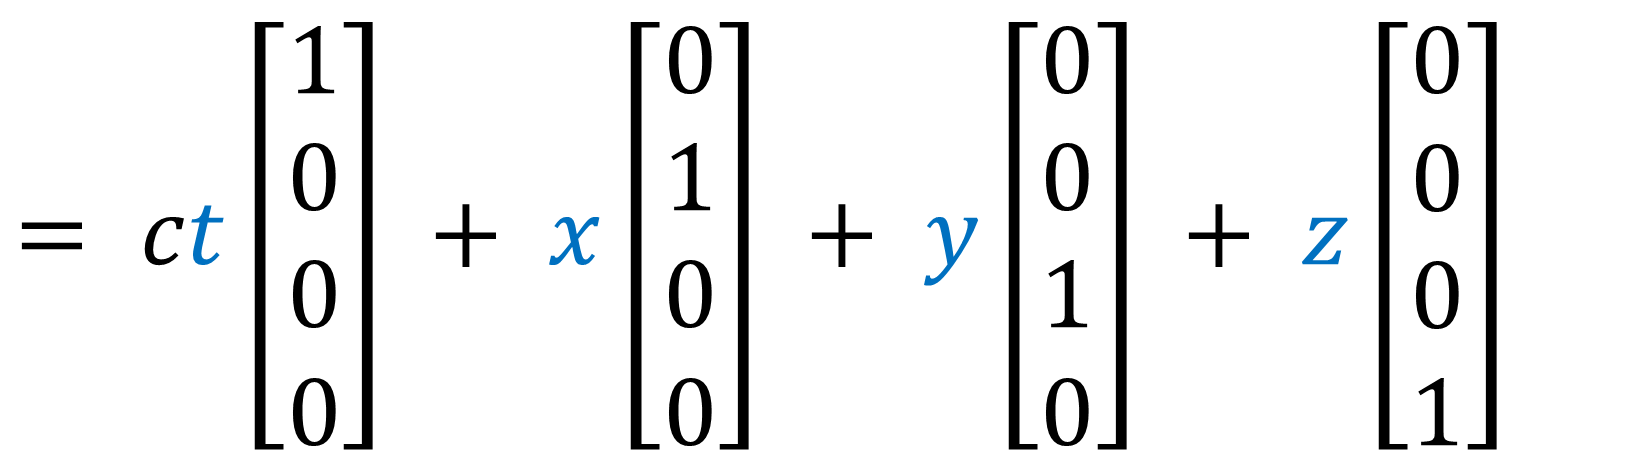 = ct [1 0 0 0] + x [0 1 0 0] + y [0 0 1 0] + z [0 0 0 1]